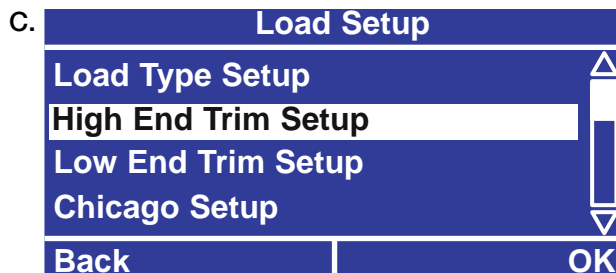 c. Load Setup
Load Type Setup
High End Trim Setup
Low End Trim Setup
Chicago Setup
Back OK